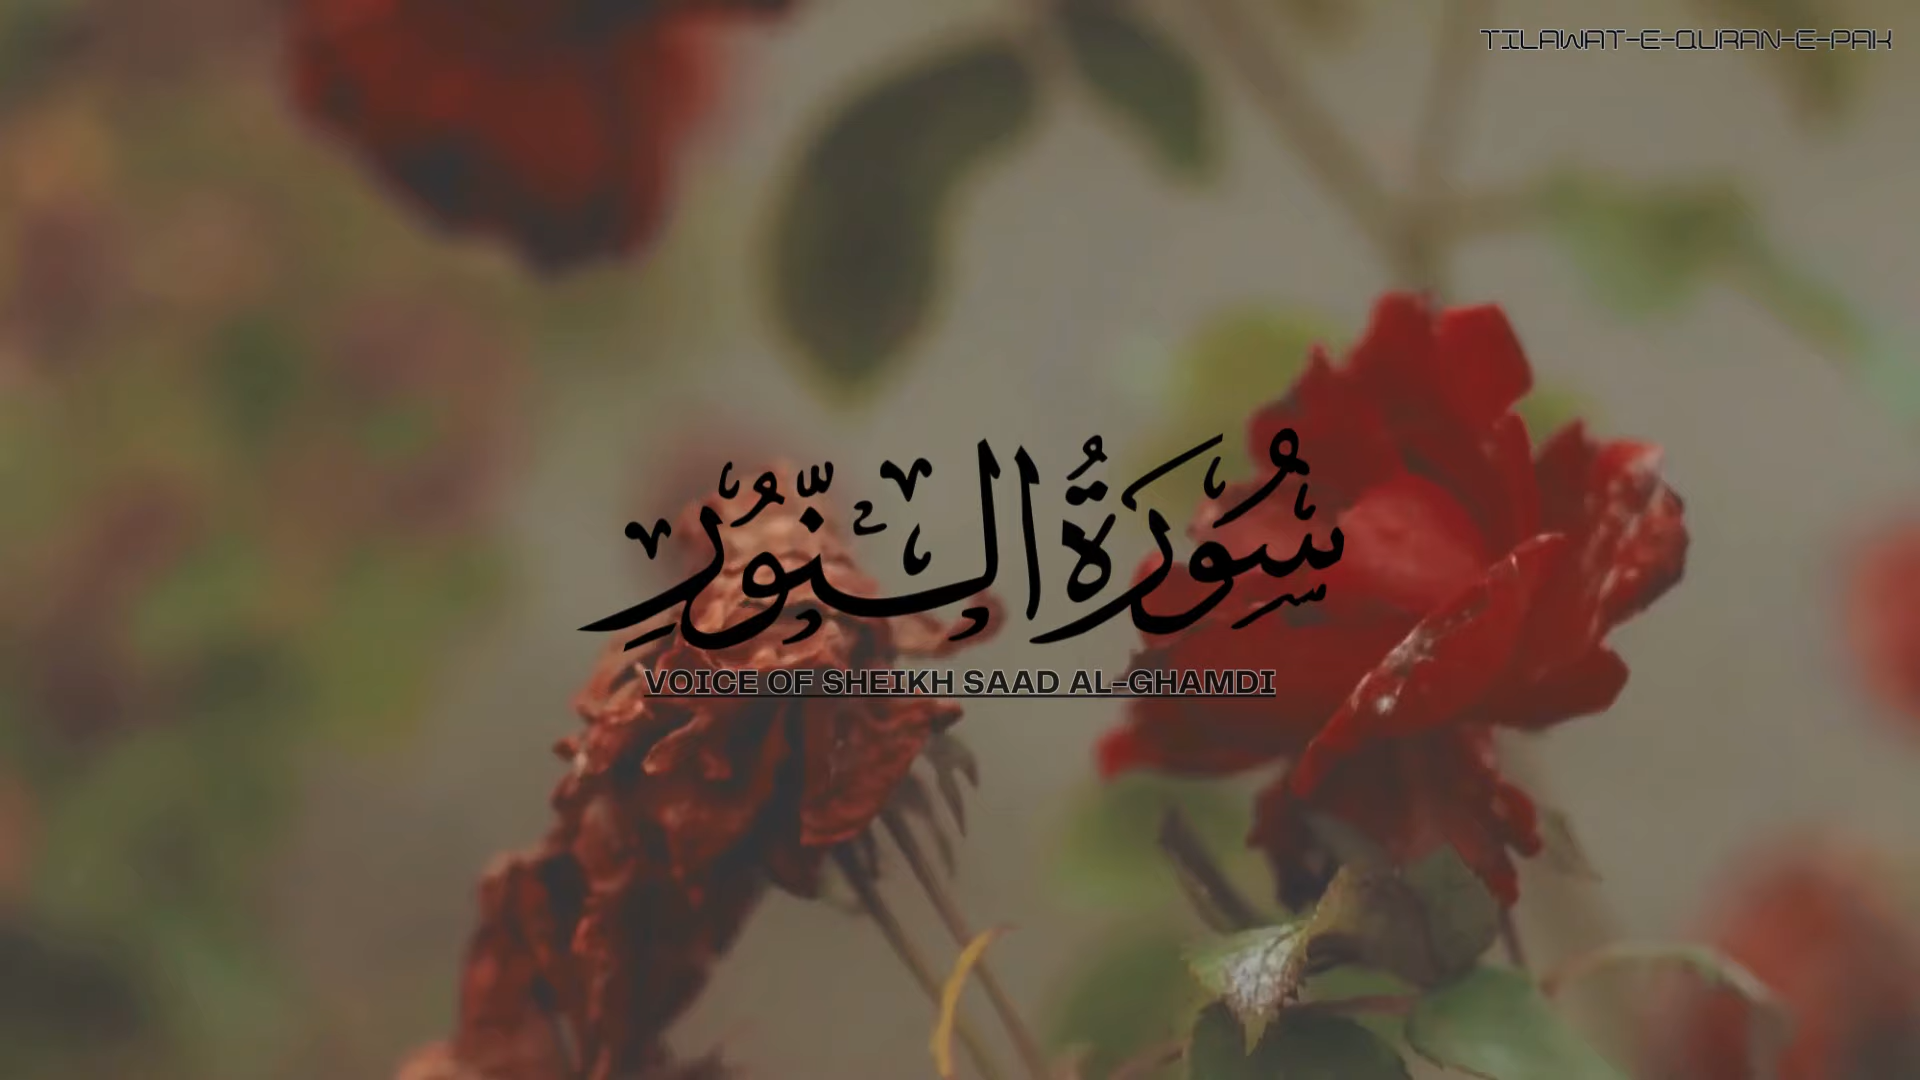 TILAWAT-E-QURAN-E-PAK
سُورَةُ النُّورِ
VOICE OF SHEIKH SAAD AL-GHAMDI